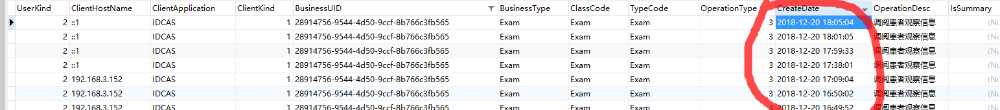 UserKind ClientHostName ClientApplication ClientKind BusinessUID BusinessType ClassCode TypeCode OperationType CreateDate OperationDesc IsSummary
2 ::1 IDCAS 1 28914756-9544-4d50-9ccf-8b766c3fb565 Exam Exam Exam 3 2018-12-20 18:05:04 调阅患者观察信息 (Nu
2 ::1 IDCAS 1 28914756-9544-4d50-9ccf-8b766c3fb565 Exam Exam Exam 3 2018-12-20 18:01:05 调阅患者观察信息 (Nu
2 ::1 IDCAS 1 28914756-9544-4d50-9ccf-8b766c3fb565 Exam Exam Exam 3 2018-12-20 17:59:33 调阅患者观察信息 (Nu
2 ::1 IDCAS 1 28914756-9544-4d50-9ccf-8b766c3fb565 Exam Exam Exam 3 2018-12-20 17:38:01 调阅患者观察信息 (Nu
2 192.168.3.152 IDCAS 1 28914756-9544-4d50-9ccf-8b766c3fb565 Exam Exam Exam 3 2018-12-20 17:09:04 调阅患者观察信息 (Nu
2 192.168.3.152 IDCAS 1 28914756-9544-4d50-9ccf-8b766c3fb565 Exam Exam Exam 3 2018-12-20 16:50:02 调阅患者观察信息 (Nu
2 192.168.3.152 IDCAS 1 28914756-9544-4d50-9ccf-8b766c3fb565 Exam Exam Exam 3 2018-12-20 16:49:52 调阅患者观察信息 (Nu